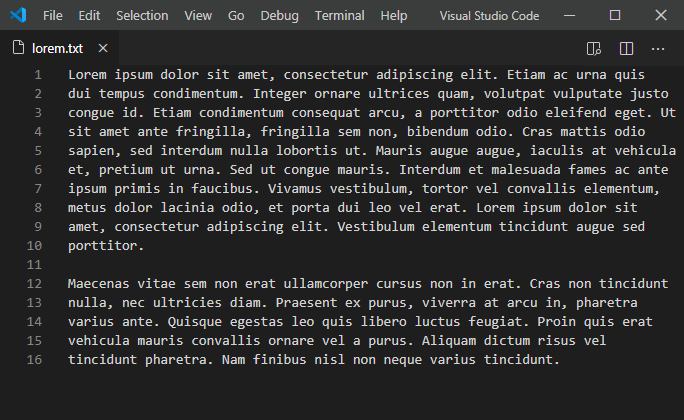 File Edit Selection View Go Debug Terminal Help Visual Studio Code
lorem.txt
1 Lorem ipsum dolor sit amet, consectetur adipiscing elit. Etiam ac urna quis
2 dui tempus condimentum. Integer ornare ultrices quam, volutpat vulputate justo
3 congue id. Etiam condimentum consequat arcu, a porttitor odio eleifend eget. Ut
4 sit amet ante fringilla, fringilla sem non, bibendum odio. Cras mattis odio
5 sapien, sed interdum nulla lobortis ut. Mauris augue augue, iaculis at vehicula
6 et, pretium ut urna. Sed ut congue mauris. Interdum et malesuada fames ac ante
7 ipsum primis in faucibus. Vivamus vestibulum, tortor vel convallis elementum,
8 metus dolor lacinia odio, et porta dui leo vel erat. Lorem ipsum dolor sit
9 amet, consectetur adipiscing elit. Vestibulum elementum tincidunt augue sed
10 porttitor.
11
12 Maecenas vitae sem non erat ullamcorper cursus non in erat. Cras non tincidunt
13 nulla, nec ultricies diam. Praesent ex purus, viverra at arcu in, pharetra
14 varius ante. Quisque egestas leo quis libero luctus feugiat. Proin quis erat
15 vehicula mauris convallis ornare vel a purus. Aliquam dictum risus vel
16 tincidunt pharetra. Nam finibus nisl non neque varius tincidunt.